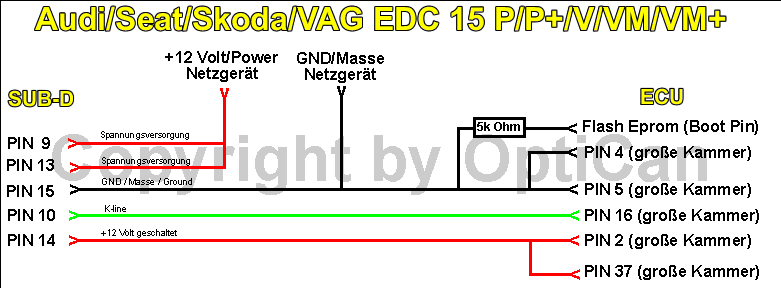 Audi/Seat/Skoda/VAG EDC 15 P/P+/V/VM/VM+
+12 Volt/Power
Netzgerät
GND/Masse
Netzgerät
SUB-D
ECU
5k Ohm
Flash Eprom (Boot Pin)
PIN 9
Spannungsversorgung
PIN 4 (große Kammer)
PIN 13
Spannungsversorgung
Copyright by OptiCan
PIN 15
GND / Masse / Ground
PIN 5 (große Kammer)
PIN 10
K-line
PIN 16 (große Kammer)
PIN 14
+12 Volt geschaltet
PIN 2 (große Kammer)
PIN 37 (große Kammer)